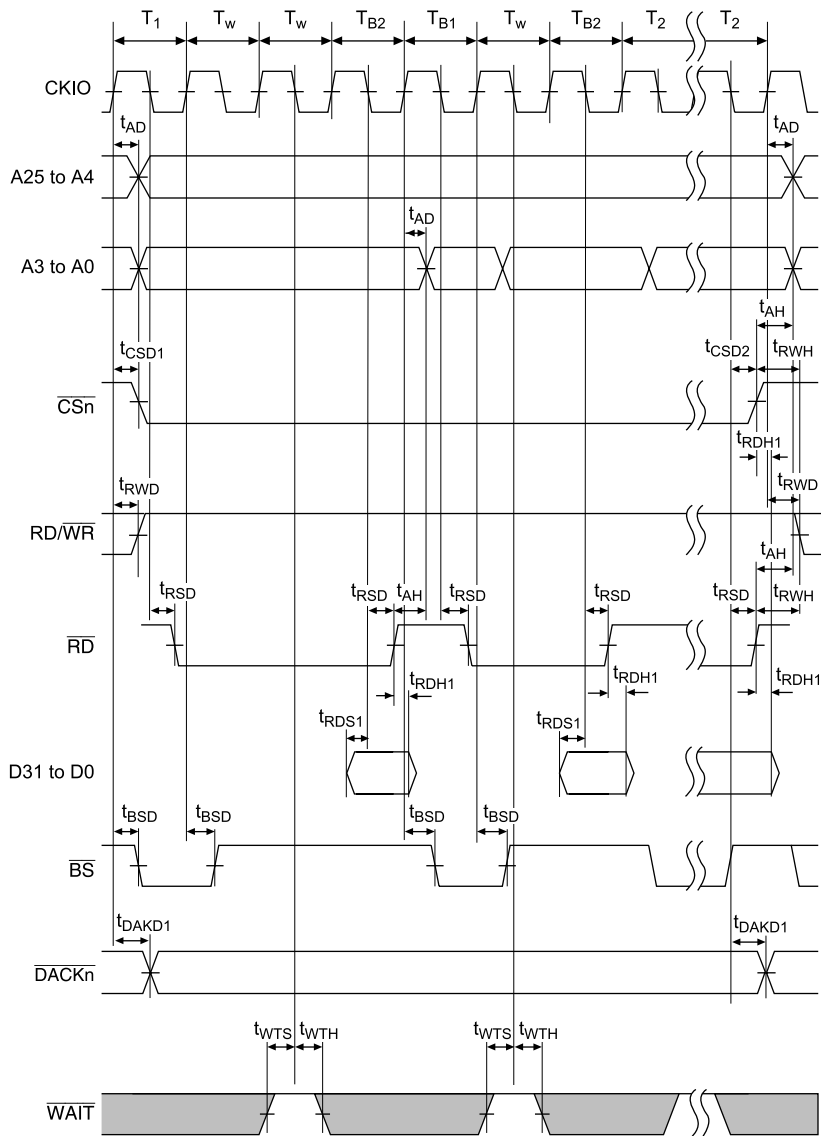 T1 Tw Tw TB2 TB1 Tw TB2 T2 T2
CKIO
tAD tAD
A25 to A4
tAD
A3 to A0
tAH
tCSD1 tCSD2 tRWH
CSn
tRDH1
tRWD tRWD
RD/WR
tAH
tRSD tRSD tAH tRSD tRSD tRSD tRWH
RD
tRDH1 tRDH1 tRDH1
tRDS1 tRDS1
D31 to D0
tBSD tBSD tBSD tBSD
BS
tDAKD1 tDAKD1
DACKn
tWTS tWTH tWTS tWTH
WAIT